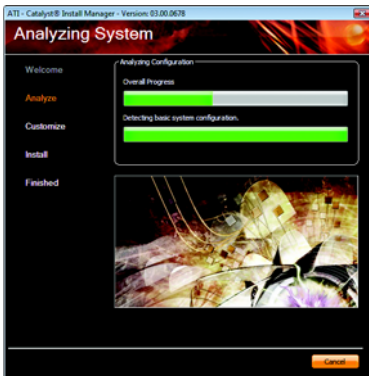 ATI - Catalyst® Install Manager - Version: 03.00.0678
Analyzing System
Welcome
Analyze
Customize
Install
Finished
Analyzing Configuration
Overall Progress
Detecting basic system configuration.
Cancel